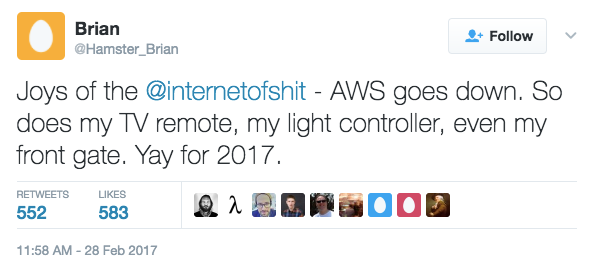 Brian
@Hamster_Brian
Follow
Joys of the @internetofshit - AWS goes down. So
does my TV remote, my light controller, even my
front gate. Yay for 2017.
RETWEETS LIKES
552 583
λ
11:58 AM - 28 Feb 2017